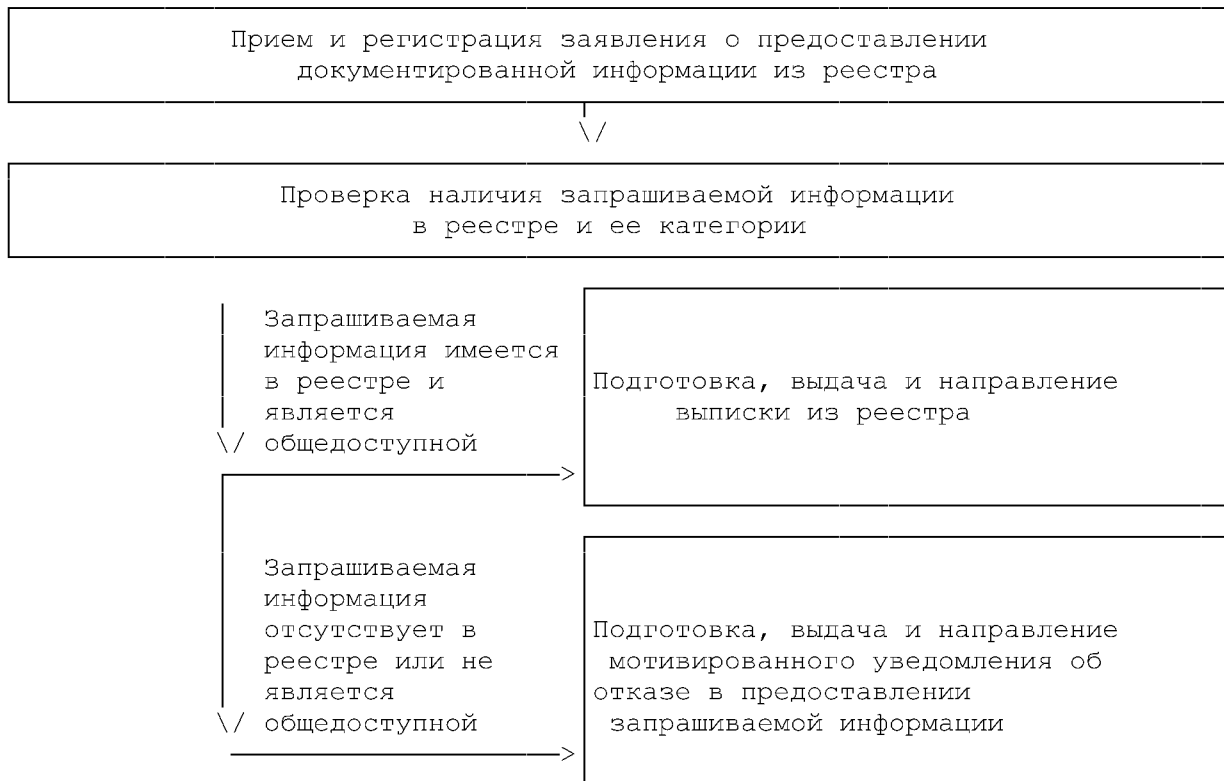 Прием и регистрация заявления о предоставлении
документированной информации из реестра
Проверка наличия запрашиваемой информации
в реестре и ее категории
Запрашиваемая
информация имеется
в реестре и
является
общедоступной
Подготовка, выдача и направление
выписки из реестра
Запрашиваемая
информация
отсутствует в
реестре или не
является
общедоступной
Подготовка, выдача и направление
мотивированного уведомления об
отказе в предоставлении
запрашиваемой информации